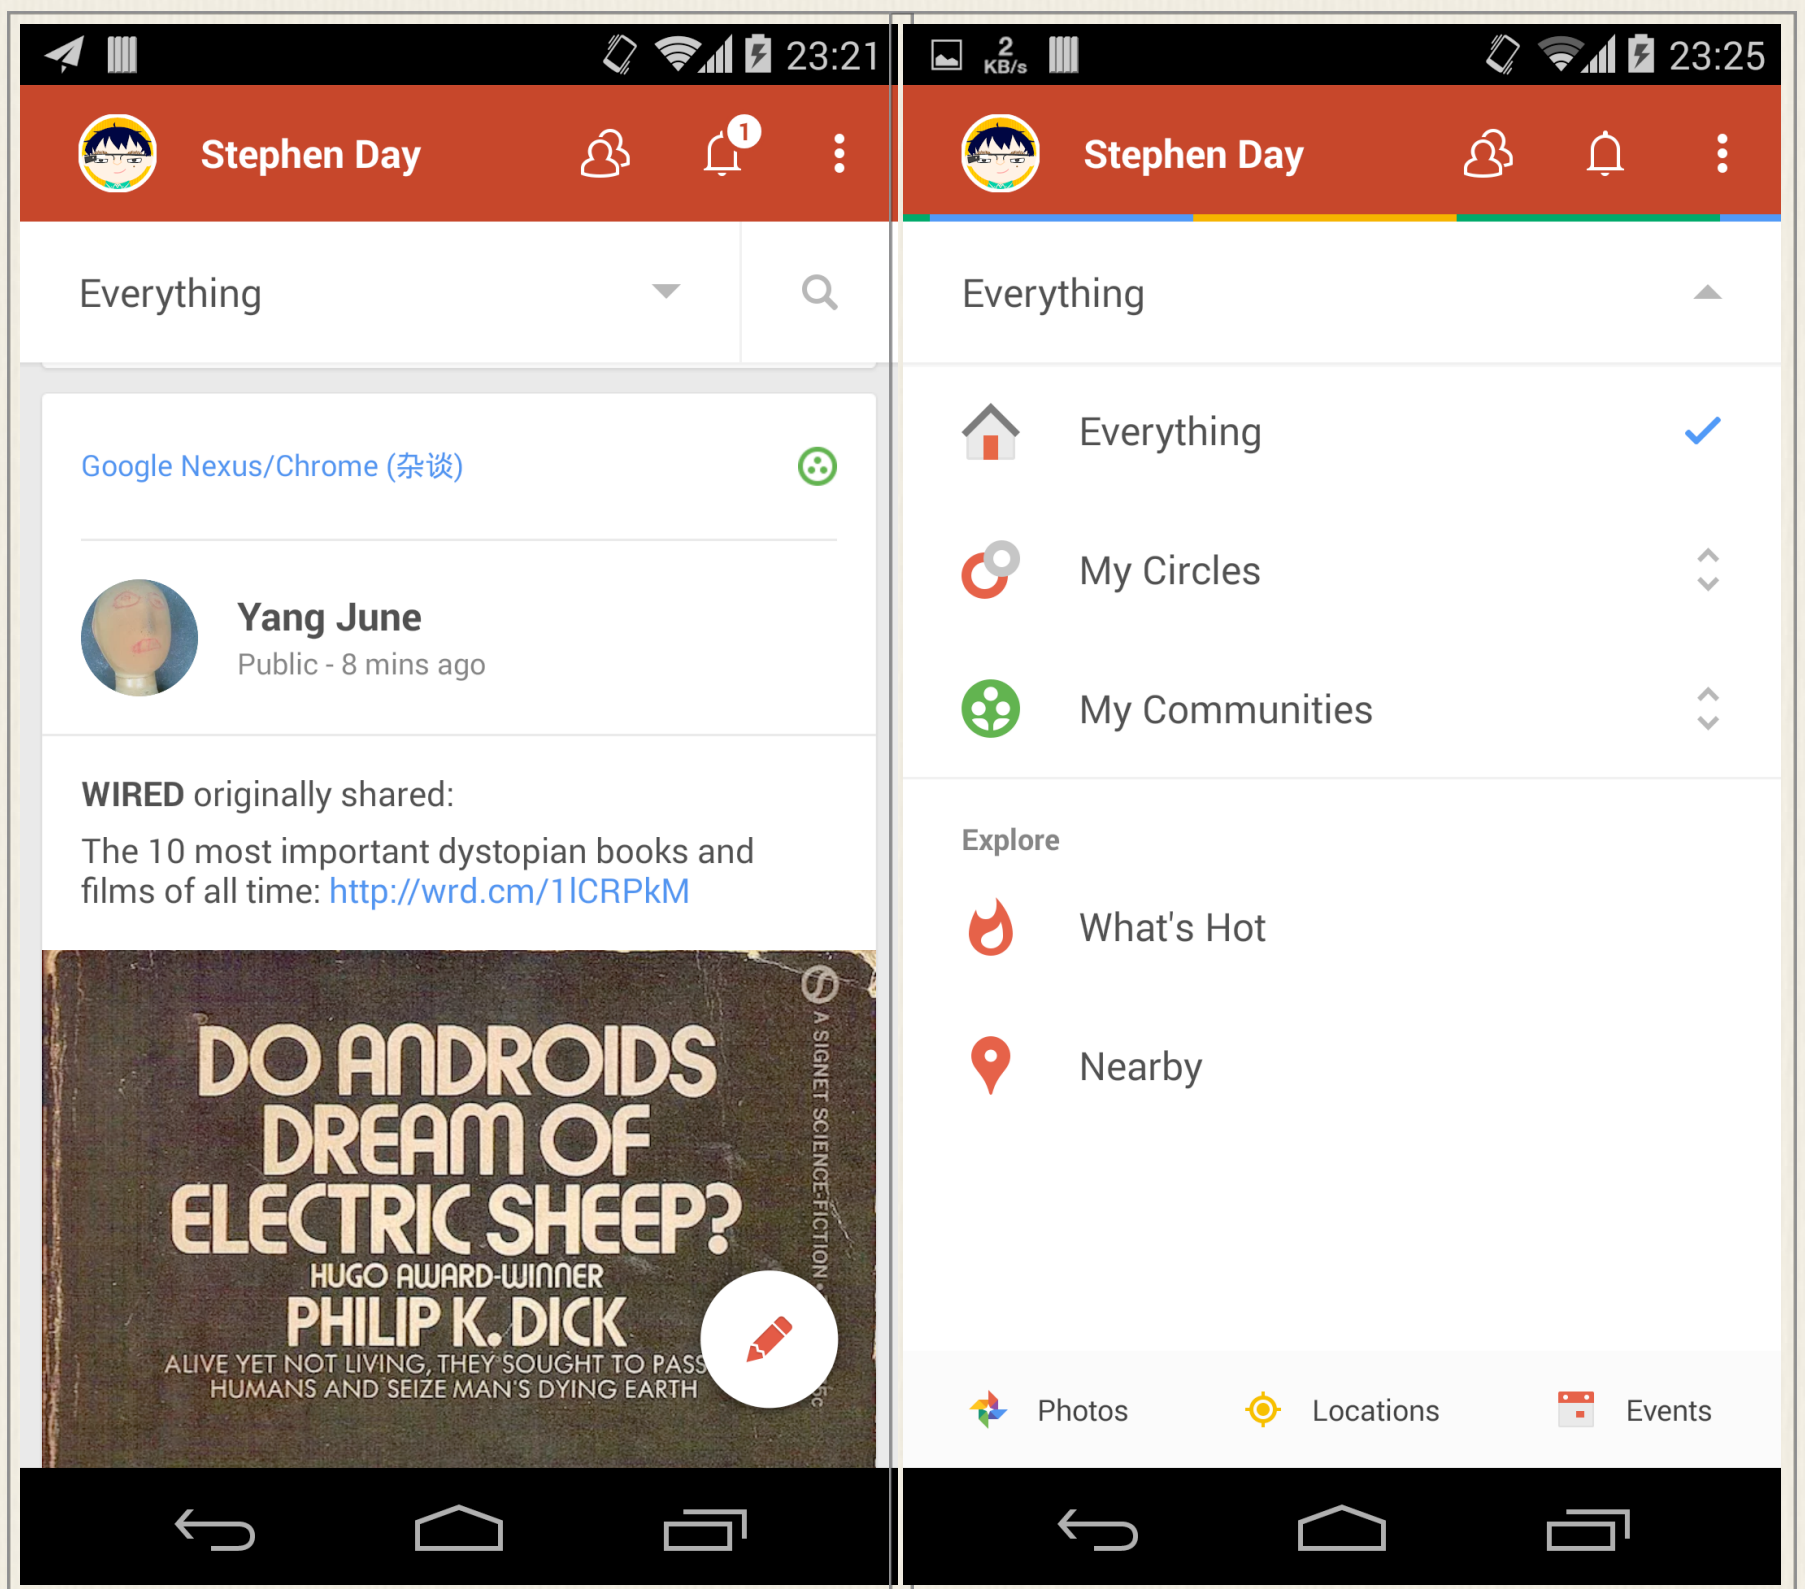 23:21
Stephen Day
1
Everything
Google Nexus/Chrome (杂谈)
Yang June
Public - 8 mins ago
WIRED originally shared:
The 10 most important dystopian books and
films of all time: http://wrd.cm/1lCRPkM
DO ANDROIDS
DREAM OF
ELECTRIC SHEEP?
HUGO AWARD-WINNER
PHILIP K. DICK
ALIVE YET NOT LIVING, THEY SOUGHT TO PASS
HUMANS AND SEIZE MAN'S DYING EARTH
A SIGNET SCIENCE-FICTION •
2
KB/s
23:25
Stephen Day
Everything
Everything
My Circles
My Communities
Explore
What's Hot
Nearby
Photos
Locations
Events